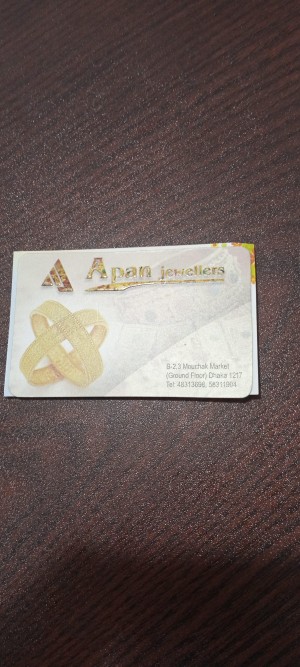 Apan jewellers
B-2,3 Mouchak Market
(Ground Floor) Dhaka 1217
Tel: 48313698, 58311904